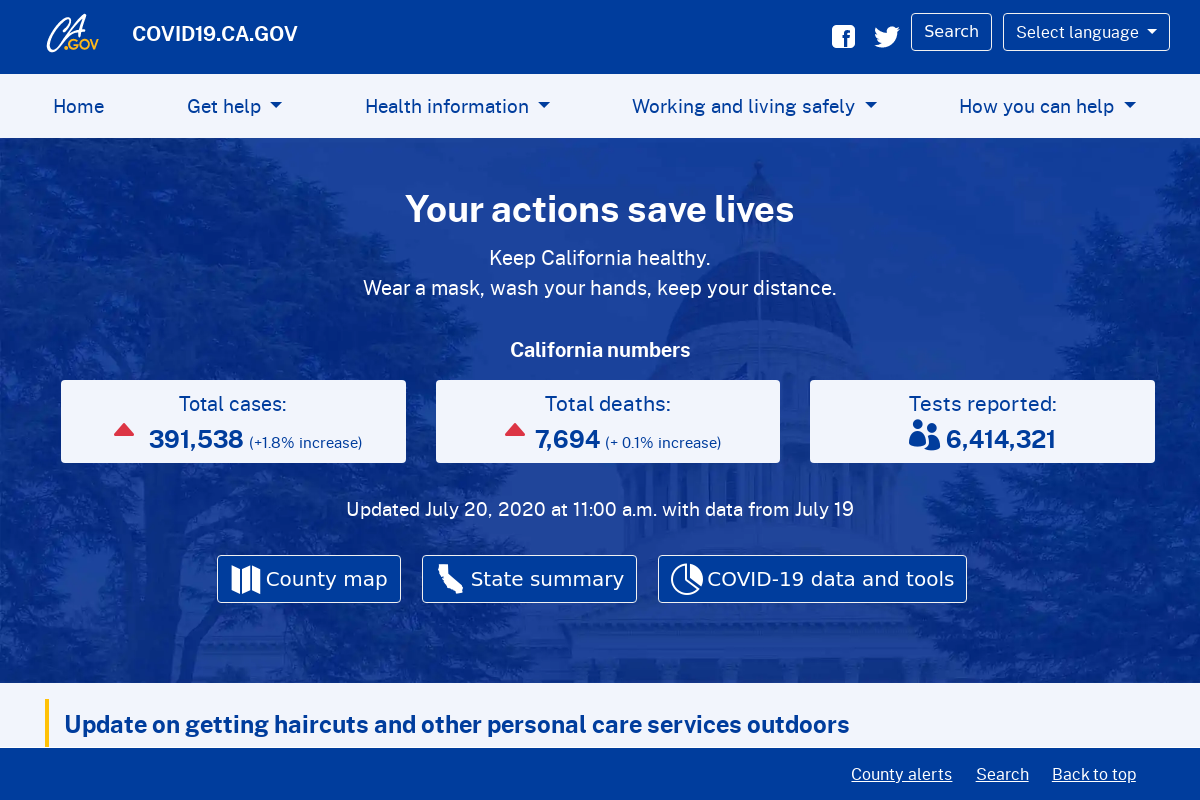 CA.GOV
COVID19.CA.GOV
Search
Select language
Home
Get help
Health information
Working and living safely
How you can help
Your actions save lives
Keep California healthy.
Wear a mask, wash your hands, keep your distance.
California numbers
Total cases:
391,538 (+1.8% increase)
Total deaths:
7,694 (+ 0.1% increase)
Tests reported:
6,414,321
Updated July 20, 2020 at 11:00 a.m. with data from July 19
County map
State summary
COVID-19 data and tools
Update on getting haircuts and other personal care services outdoors
County alerts
Search
Back to top